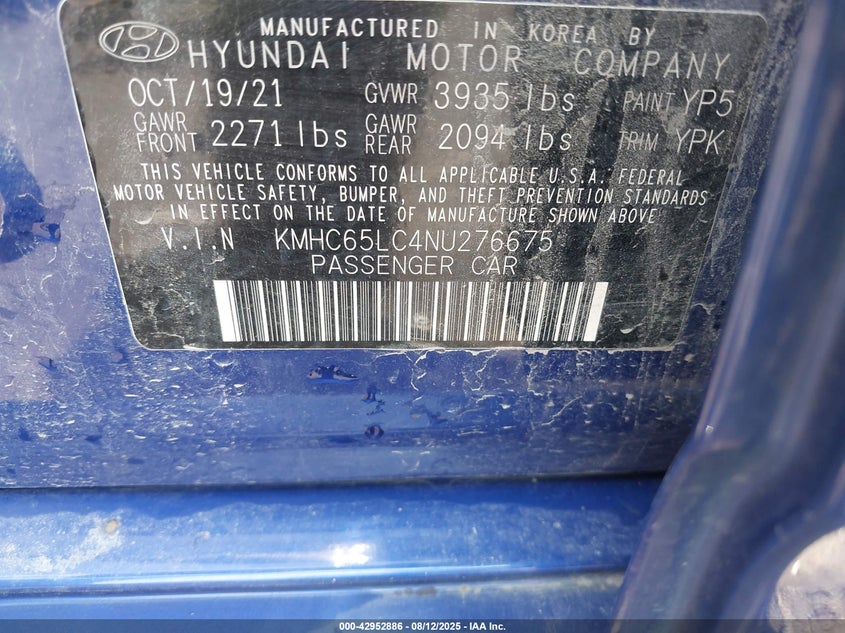 MANUFACTURED IN KOREA BY
HYUNDAI MOTOR COMPANY
OCT/19/21 GVWR 3935 lbs PAINT YP5
GAWR FRONT 2271 lbs GAWR REAR 2094 lbs TRIM YPK
THIS VEHICLE CONFORMS TO ALL APPLICABLE U.S.A. FEDERAL
MOTOR VEHICLE SAFETY, BUMPER, AND THEFT PREVENTION STANDARDS
IN EFFECT ON THE DATE OF MANUFACTURE SHOWN ABOVE
V.I.N KMHC65LC4NU276675
PASSENGER CAR
000-42952886 - 08/12/2025 - IAA Inc.